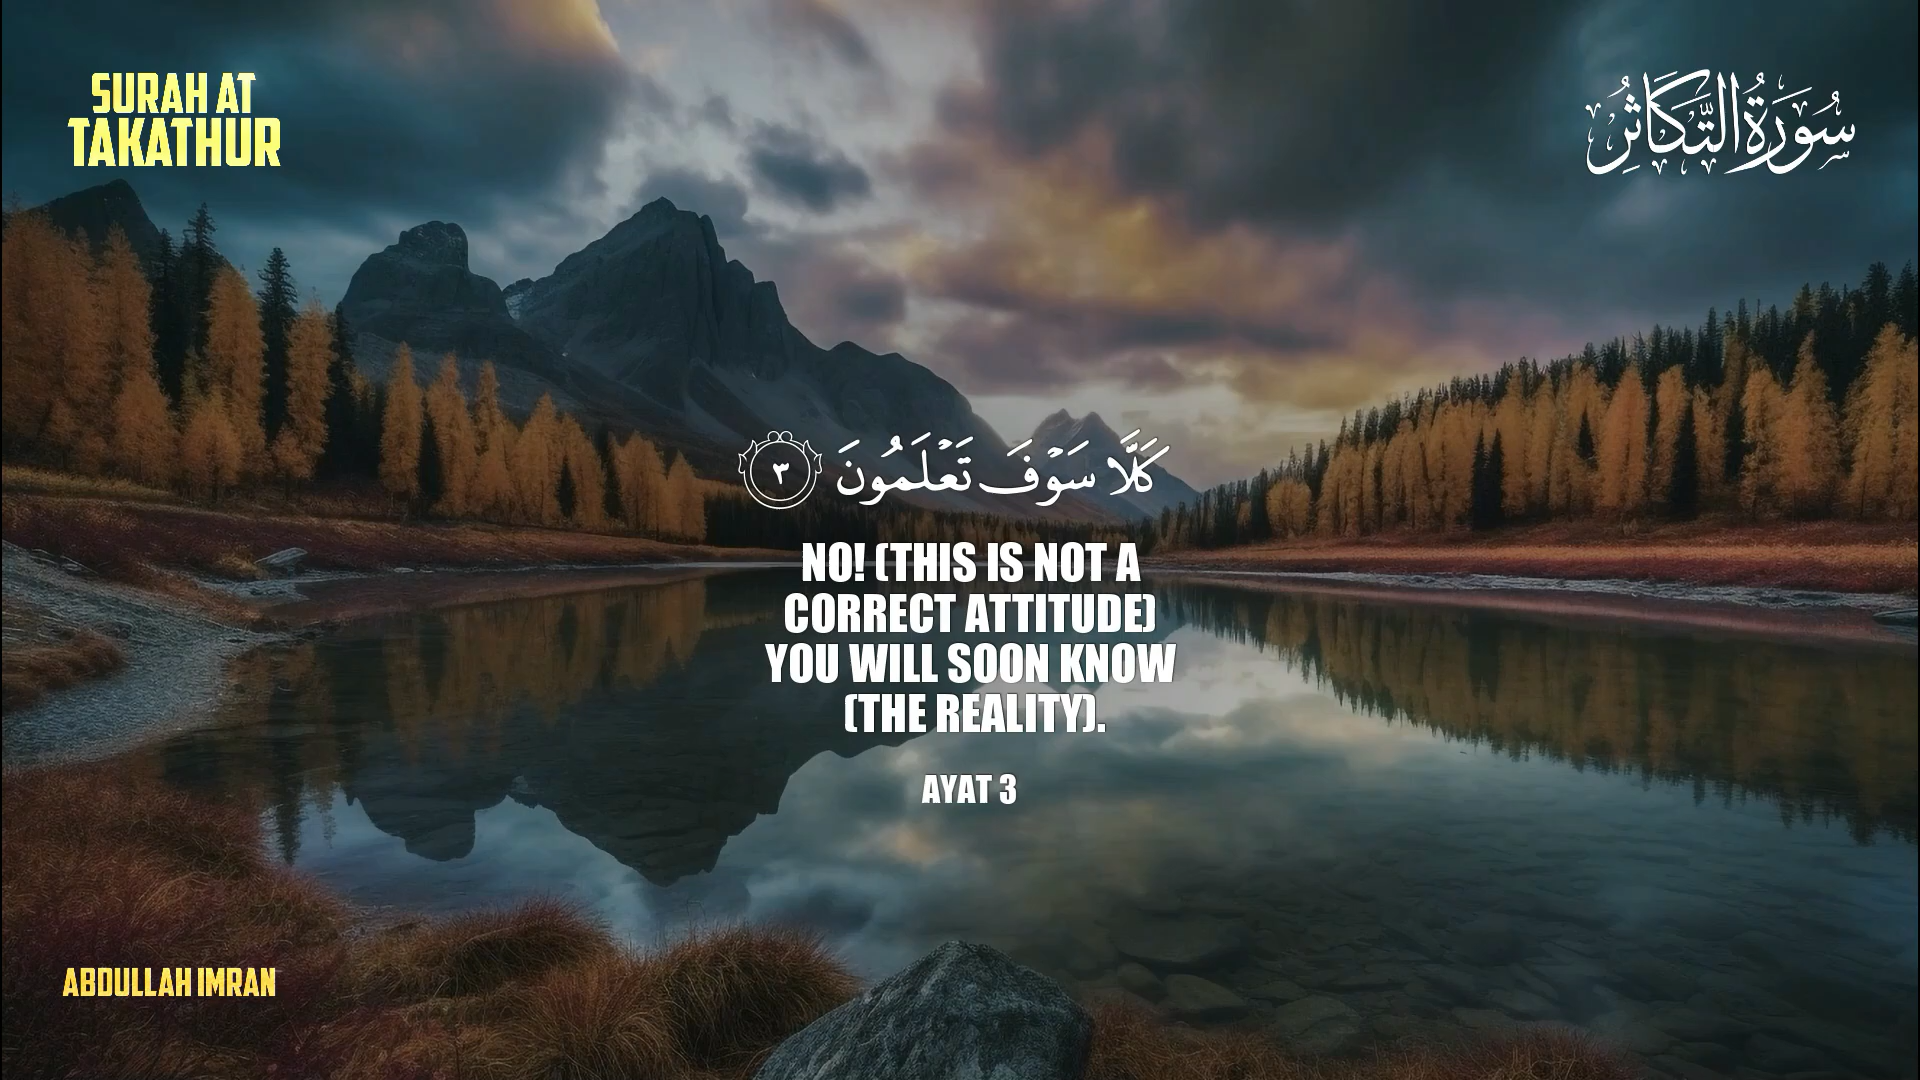 SURAH AT
TAKATHUR
سُورَةُ التَّكَاثُرِ
كَلَّا سَوْفَ تَعْلَمُونَ ٣
NO! (THIS IS NOT A
CORRECT ATTITUDE)
YOU WILL SOON KNOW
(THE REALITY).
AYAT 3
ABDULLAH IMRAN